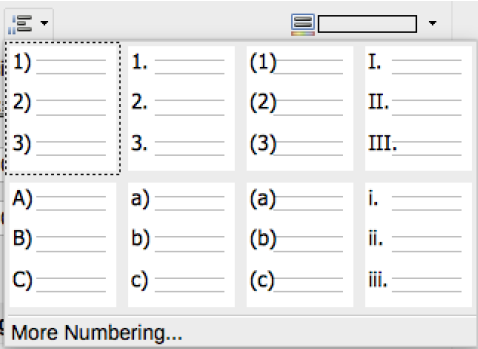 1) 1. (1) I.
2) 2. (2) II.
3) 3. (3) III.
A) a) (a) i.
B) b) (b) ii.
C) c) (c) iii.
More Numbering...